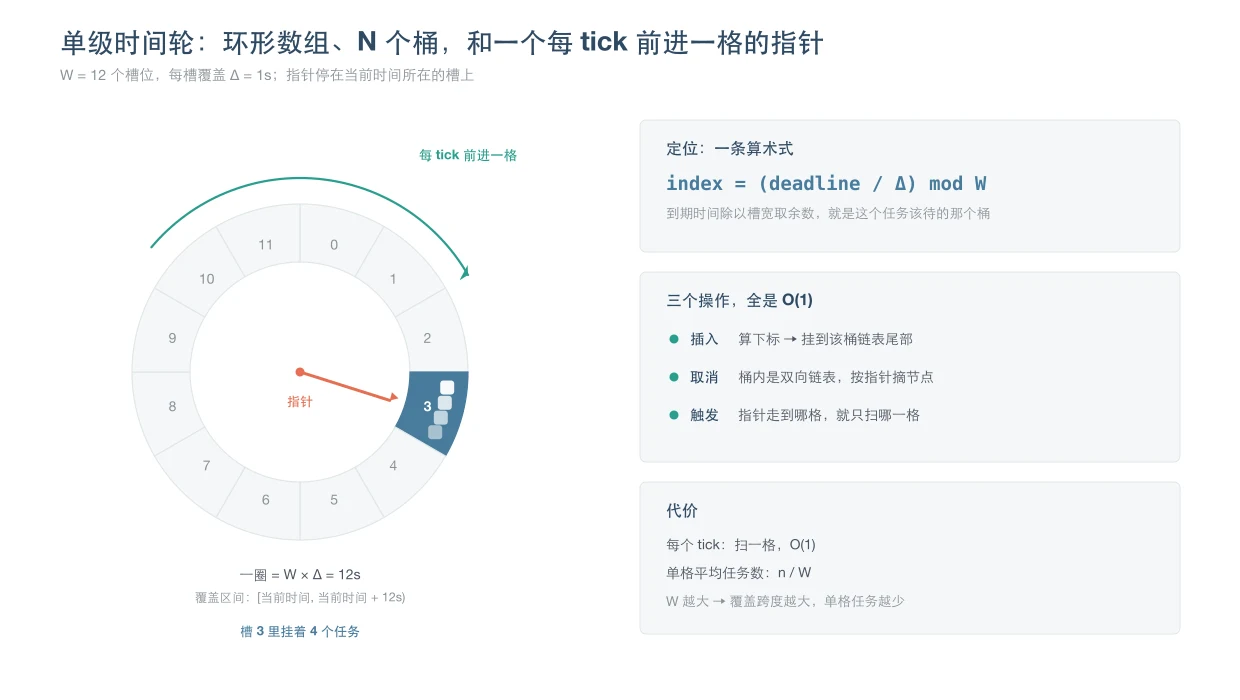 单级时间轮：环形数组、N 个桶，和一个每 tick 前进一格的指针
W = 12 个槽位，每槽覆盖 Δ = 1s；指针停在当前时间所在的槽上
每 tick 前进一格
11
0
10
1
9
2
8
3
7
4
6
5
指针
一圈 = W × Δ = 12s
覆盖区间：[当前时间, 当前时间 + 12s)
槽 3 里挂着 4 个任务
定位：一条算术式
index = (deadline / Δ) mod W
到期时间除以槽宽取余数，就是这个任务该待的那个桶
三个操作，全是 O(1)
插入 算下标 → 挂到该桶链表尾部
取消 桶内是双向链表，按指针摘节点
触发 指针走到哪格，就只扫哪一格
代价
每个 tick：扫一格，O(1)
单格平均任务数：n / W
W 越大 → 覆盖跨度越大，单格任务越少